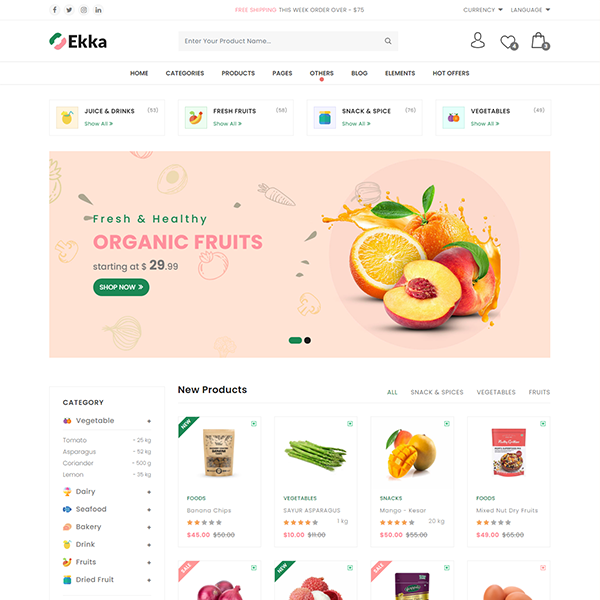 FREE SHIPPING THIS WEEK ORDER OVER - $75
CURRENCY LANGUAGE
Ekka
Enter Your Product Name...
4
3
HOME CATEGORIES PRODUCTS PAGES OTHERS BLOG ELEMENTS HOT OFFERS
JUICE & DRINKS
Show All »
FRESH FRUITS
Show All »
SNACK & SPICE
Show All »
VEGETABLES
Show All »
Fresh & Healthy
ORGANIC FRUITS
starting at $ 29.99
SHOP NOW »
CATEGORY
Vegetable +
Tomato - 25 kg
Asparagus - 52 kg
Coriander - 500 g
Lemon - 25 kg
Dairy +
Seafood +
Bakery +
Drink +
Fruits +
Dried Fruit +
New Products
ALL SNACK & SPICES VEGETABLES FRUITS
NEW
FOODS
Banana Chips
$45.00 $50.00
VEGETABLES
SAYUR ASPARAGUS
1 kg
$10.00 $11.00
SNACKS
Mango - Kesar
20 kg
$50.00 $55.00
FOODS
Mixed Nut Dry Fruits
$49.00 $65.00
SALE
NEW
SALE